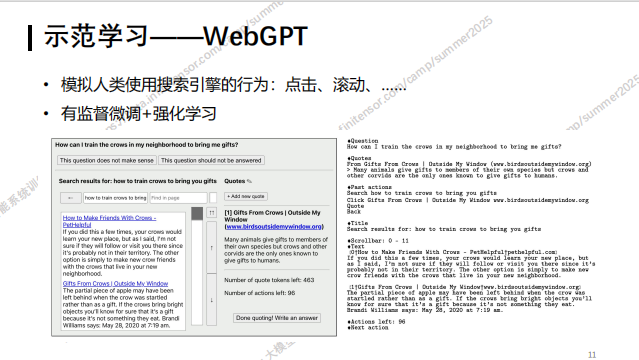 示范学习——WebGPT
• 模拟人类使用搜索引擎的行为：点击、滚动、......
• 有监督微调+强化学习
How can I train the crows in my neighborhood to bring me gifts?
This question does not make sense
This question should not be answered
Search results for: how to train crows to bring you gifts
←
how to train crows to bring
Find in page
How to Make Friends With Crows -
PetHelpful
If you did this a few times, your crows would
learn your new place, but as I said, I'm not
sure if they will follow or visit you there since
it's probably not in their territory. The other
option is simply to make new crow friends
with the crows that live in your new
neighborhood.
Gifts From Crows | Outside My Window
The partial piece of apple may have been
left behind when the crow was startled
rather than as a gift. If the crows bring bright
objects you'll know for sure that it's a gift
because it's not something they eat. Brandi
Williams says: May 28, 2020 at 7:19 am.
↑↑
↑
↓
Quotes
+ Add new quote
[1] Gifts From Crows | Outside My
Window
(www.birdsoutsidemywindow.org)
Many animals give gifts to members of
their own species but crows and other
corvids are the only ones known to
give gifts to humans.
Number of quote tokens left: 463
Number of actions left: 96
Done quoting! Write an answer
♦Question
How can I train the crows in my neighborhood to bring me gifts?
♦Quotes
From Gifts From Crows | Outside My Window (www.birdsoutsidemywindow.org)
> Many animals give gifts to members of their own species but crows and
other corvids are the only ones known to give gifts to humans.
♦Past actions
Search how to train crows to bring you gifts
Click Gifts From Crows | Outside My Window www.birdsoutsidemywindow.org
Quote
Back
♦Title
Search results for: how to train crows to bring you gifts
♦Scrollbar: 0 - 11
♦Text
【0†How to Make Friends With Crows - PetHelpful†pethelpful.com】
If you did this a few times, your crows would learn your new place, but
as I said, I'm not sure if they will follow or visit you there since it's
probably not in their territory. The other option is simply to make new
crow friends with the crows that live in your new neighborhood.
【1†Gifts From Crows | Outside My Window†www.birdsoutsidemywindow.org】
The partial piece of apple may have been left behind when the crow was
startled rather than as a gift. If the crows bring bright objects you'll
know for sure that it's a gift because it's not something they eat.
Brandi Williams says: May 28, 2020 at 7:19 am.
♦Actions left: 96
♦Next action
11